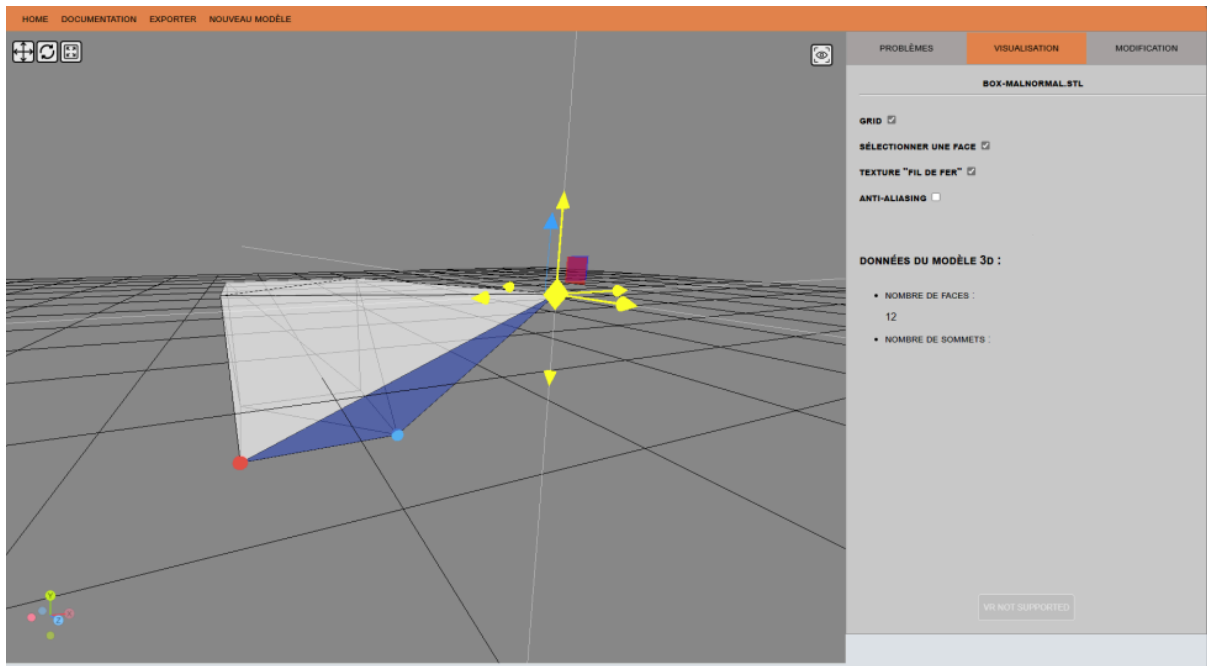 HOME DOCUMENTATION EXPORTER NOUVEAU MODÈLE
PROBLÈMES VISUALISATION MODIFICATION
BOX-MALNORMAL.STL
GRID
SÉLECTIONNER UNE FACE
TEXTURE "FIL DE FER"
ANTI-ALIASING
DONNÉES DU MODÈLE 3D :
• NOMBRE DE FACES :
12
• NOMBRE DE SOMMETS :
VR NOT SUPPORTED
Y
X
Z